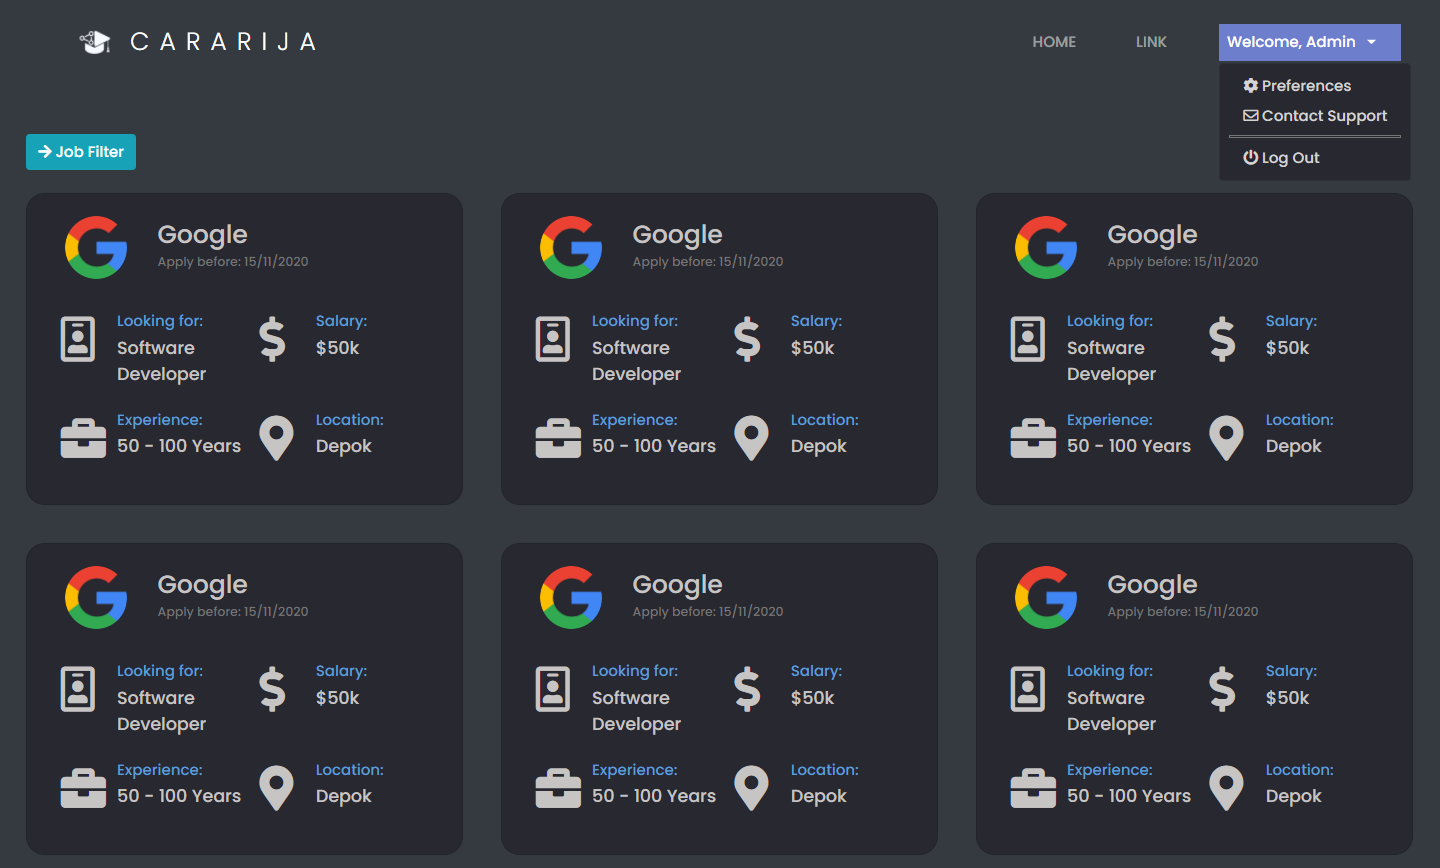 CARARIJA
HOME
LINK
Welcome, Admin
Preferences
Contact Support
Log Out
Job Filter
Google
Apply before: 15/11/2020
Looking for:
Software
Developer
Salary:
$50k
Experience:
50 - 100 Years
Location:
Depok
Google
Apply before: 15/11/2020
Looking for:
Software
Developer
Salary:
$50k
Experience:
50 - 100 Years
Location:
Depok
Google
Apply before: 15/11/2020
Looking for:
Software
Developer
Salary:
$50k
Experience:
50 - 100 Years
Location:
Depok
Google
Apply before: 15/11/2020
Looking for:
Software
Developer
Salary:
$50k
Experience:
50 - 100 Years
Location:
Depok
Google
Apply before: 15/11/2020
Looking for:
Software
Developer
Salary:
$50k
Experience:
50 - 100 Years
Location:
Depok
Google
Apply before: 15/11/2020
Looking for:
Software
Developer
Salary:
$50k
Experience:
50 - 100 Years
Location:
Depok